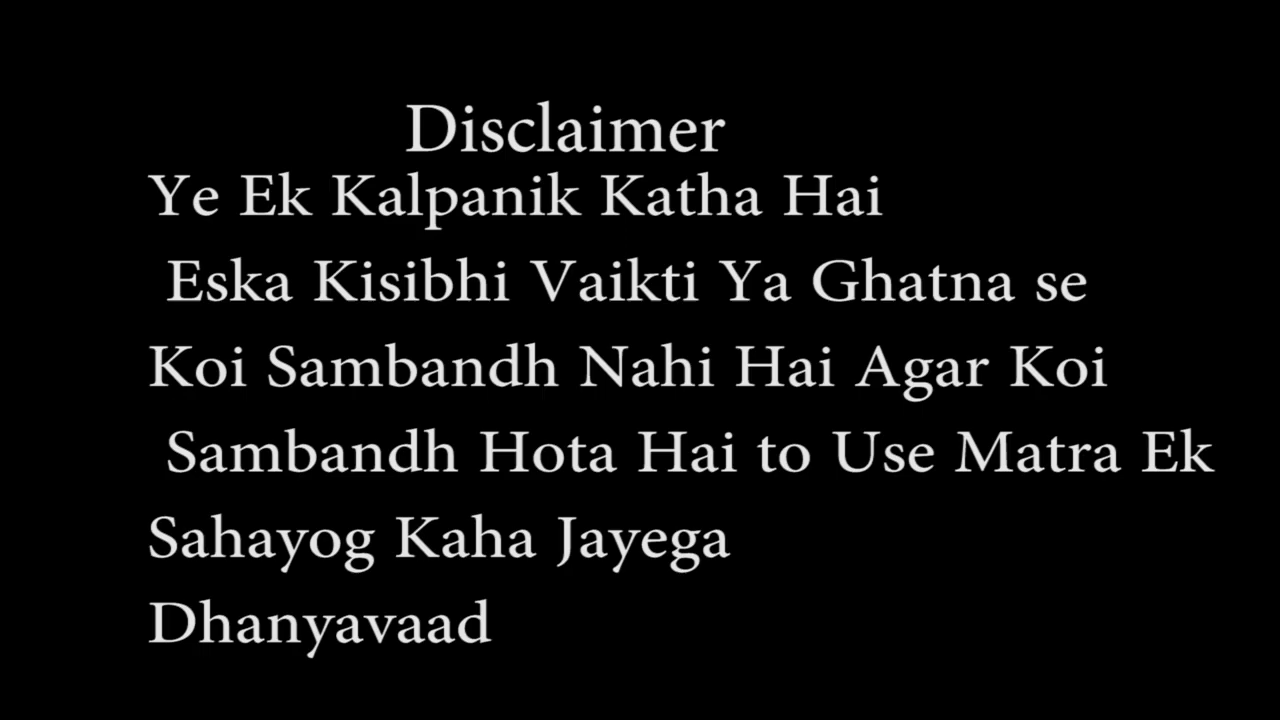 Disclaimer
Ye Ek Kalpanik Katha Hai
Eska Kisibhi Vaikti Ya Ghatna se
Koi Sambandh Nahi Hai Agar Koi
Sambandh Hota Hai to Use Matra Ek
Sahayog Kaha Jayega
Dhanyavaad